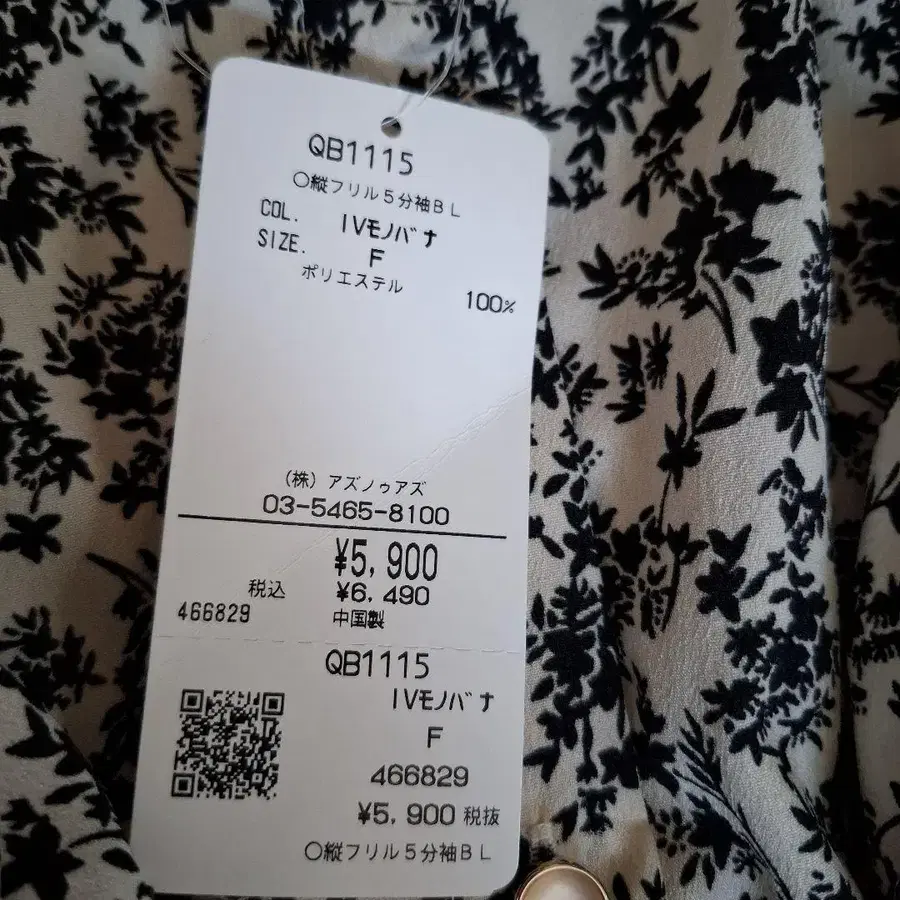 QB1115
○縦フリル5分袖BL
COL. IVモノバナ
SIZE. F
ポリエステル 100%
(株) アズノゥアズ
03-5465-8100
¥5,900
税込 ¥6.490
466829 中国製
QB1115
IVモノバナ
F
466829
¥5,900 税抜
○縦フリル5分袖BL